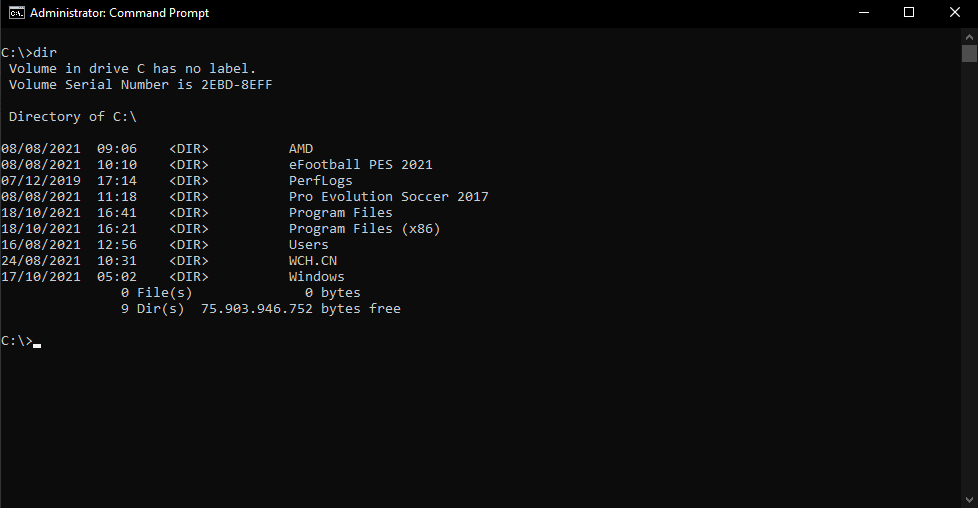 Administrator: Command Prompt
C:\>dir
 Volume in drive C has no label.
 Volume Serial Number is 2EBD-8EFF
 Directory of C:\
08/08/2021  09:06    <DIR>          AMD
08/08/2021  10:10    <DIR>          eFootball PES 2021
07/12/2019  17:14    <DIR>          PerfLogs
08/08/2021  11:18    <DIR>          Pro Evolution Soccer 2017
18/10/2021  16:41    <DIR>          Program Files
18/10/2021  16:21    <DIR>          Program Files (x86)
16/08/2021  12:56    <DIR>          Users
24/08/2021  10:31    <DIR>          WCH.CN
17/10/2021  05:02    <DIR>          Windows
               0 File(s)              0 bytes
               9 Dir(s)  75.903.946.752 bytes free
C:\>